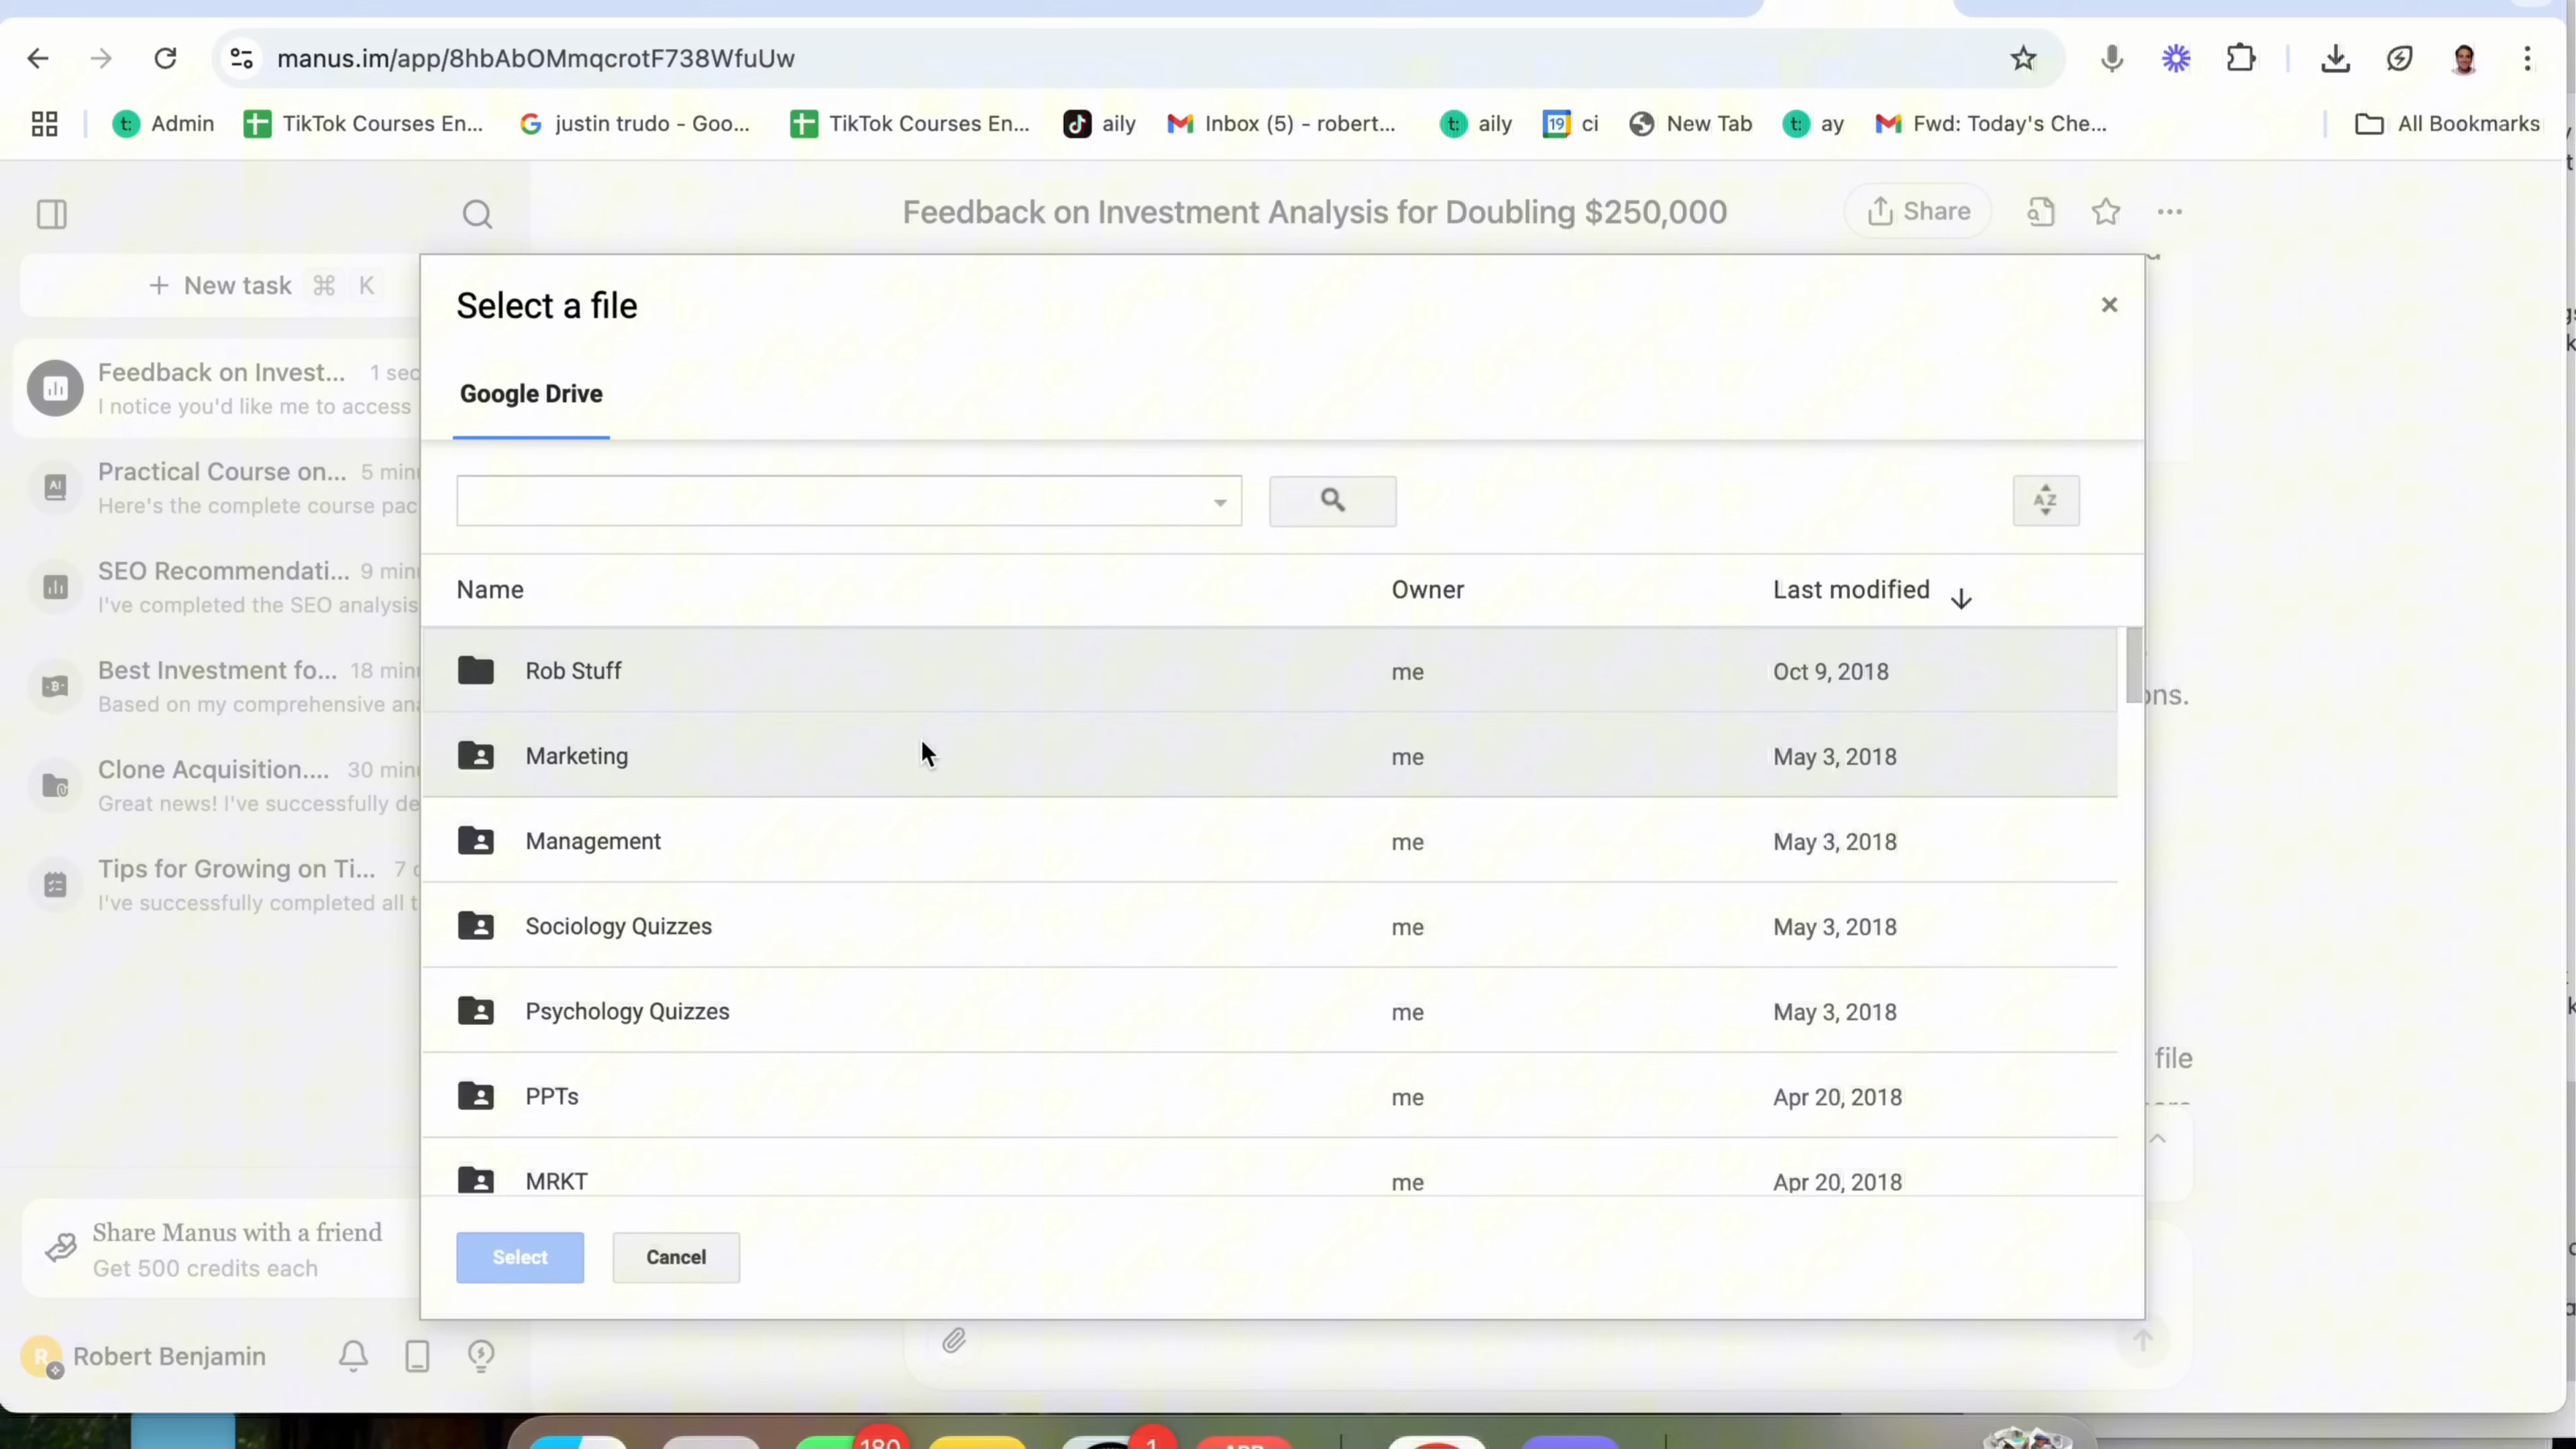 manus.im/app/8hbAbOMmqcrotF738WfuUw
Admin
TikTok Courses En...
justin trudo - Goo...
TikTok Courses En...
aily
Inbox (5) - robert...
aily
19 ci
New Tab
ay
Fwd: Today's Che...
All Bookmarks
Feedback on Investment Analysis for Doubling $250,000
Share
+ New task ⌘ K
Select a file
Feedback on Invest... 1 sec
I notice you'd like me to access
Google Drive
Practical Course on... 5 min
Here's the complete course pac
SEO Recommendati... 9 min
I've completed the SEO analysis
Name Owner Last modified
Best Investment fo... 18 min
Based on my comprehensive an
Rob Stuff me Oct 9, 2018
ons.
Clone Acquisition.... 30 min
Great news! I've successfully de
Marketing me May 3, 2018
Management me May 3, 2018
Tips for Growing on Ti... 7
I've successfully completed all t
Sociology Quizzes me May 3, 2018
Psychology Quizzes me May 3, 2018
file
PPTs me Apr 20, 2018
MRKT me Apr 20, 2018
Share Manus with a friend
Get 500 credits each
Select
Cancel
R Robert Benjamin
180
1
APP